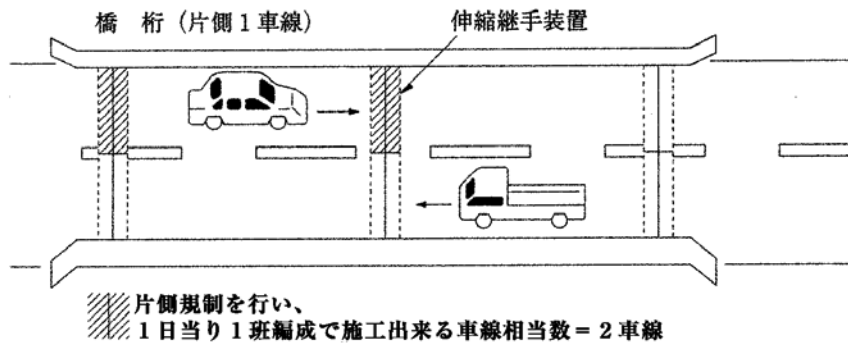 橋 桁（片側１車線）
伸縮継手装置
片側規制を行い、
１日当り１班編成で施工出来る車線相当数＝２車線